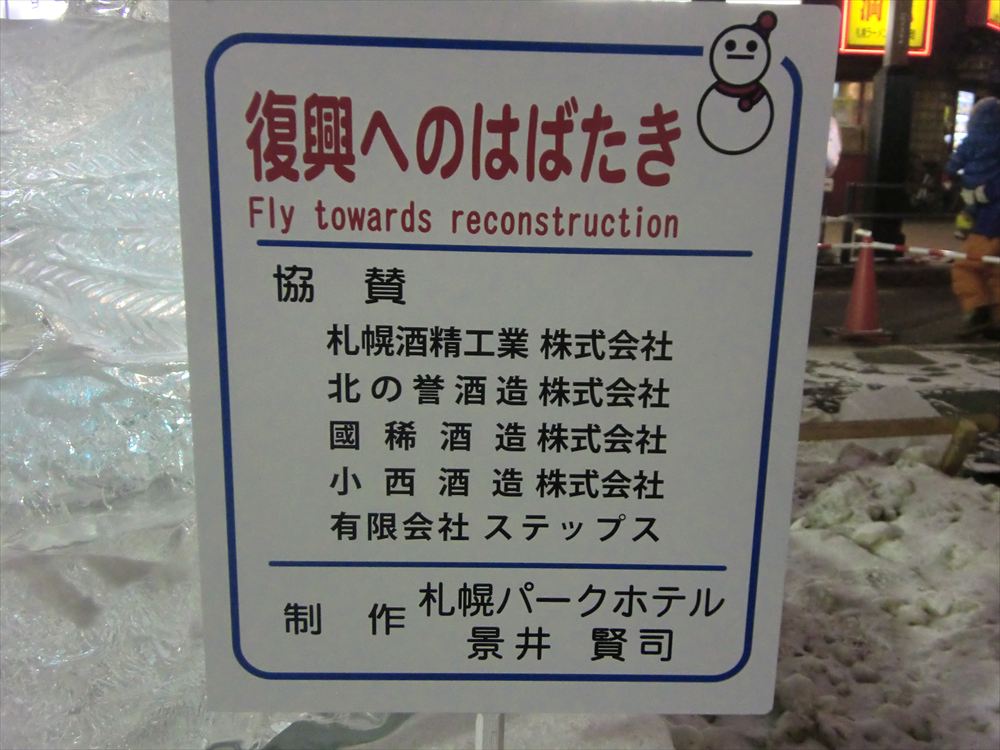 復興へのはばたき
Fly towards reconstruction
協 賛
札幌酒精工業 株式会社
北の誉酒造 株式会社
國稀酒造 株式会社
小西酒造 株式会社
有限会社 ステップス
制 作 札幌パークホテル
景井 賢司